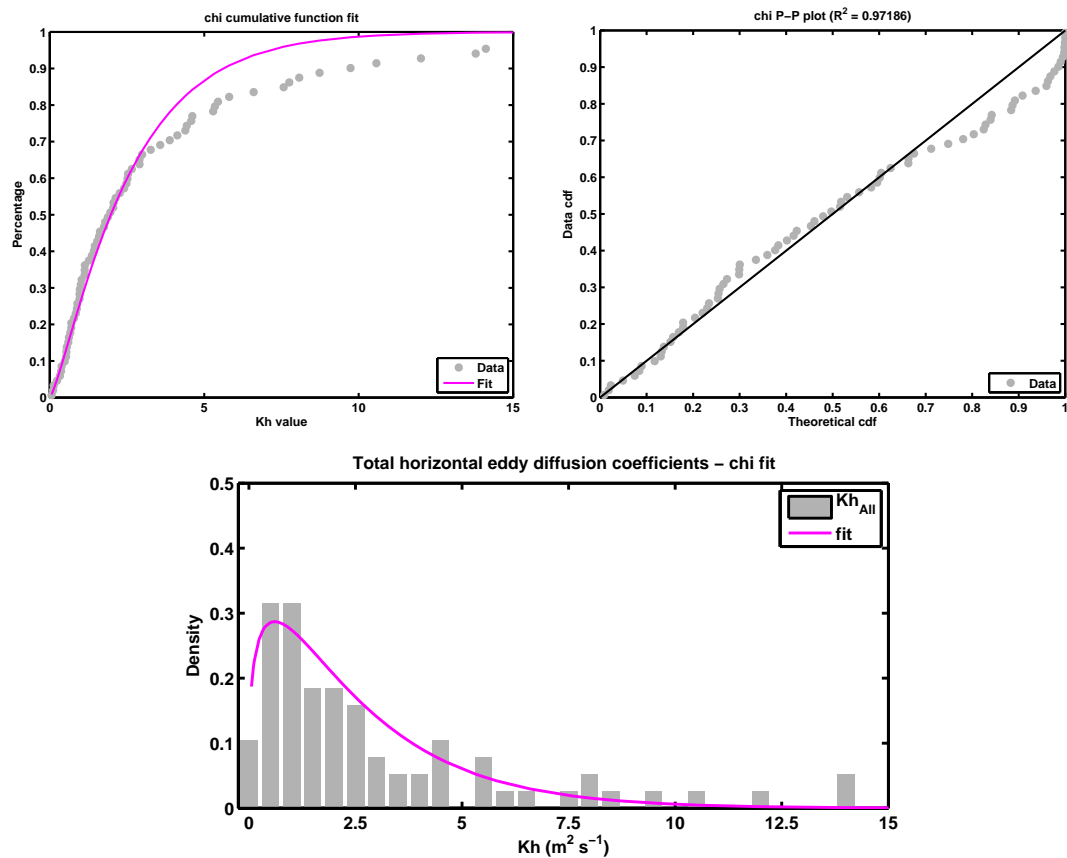 chi cumulative function fit
1
0.9
0.8
0.7
0.6
0.5
0.4
0.3
0.2
0.1
0
Percentage
0 5 10 15
Kh value
Data
Fit
chi P−P plot (R² = 0.97186)
1
0.9
0.8
0.7
0.6
0.5
0.4
0.3
0.2
0.1
0
Data cdf
0 0.1 0.2 0.3 0.4 0.5 0.6 0.7 0.8 0.9 1
Theoretical cdf
Data
Total horizontal eddy diffusion coefficients − chi fit
0.5
0.4
0.3
0.2
0.1
0
Density
0 2.5 5 7.5 10 12.5 15
Kh (m² s⁻¹)
Kh_All
fit